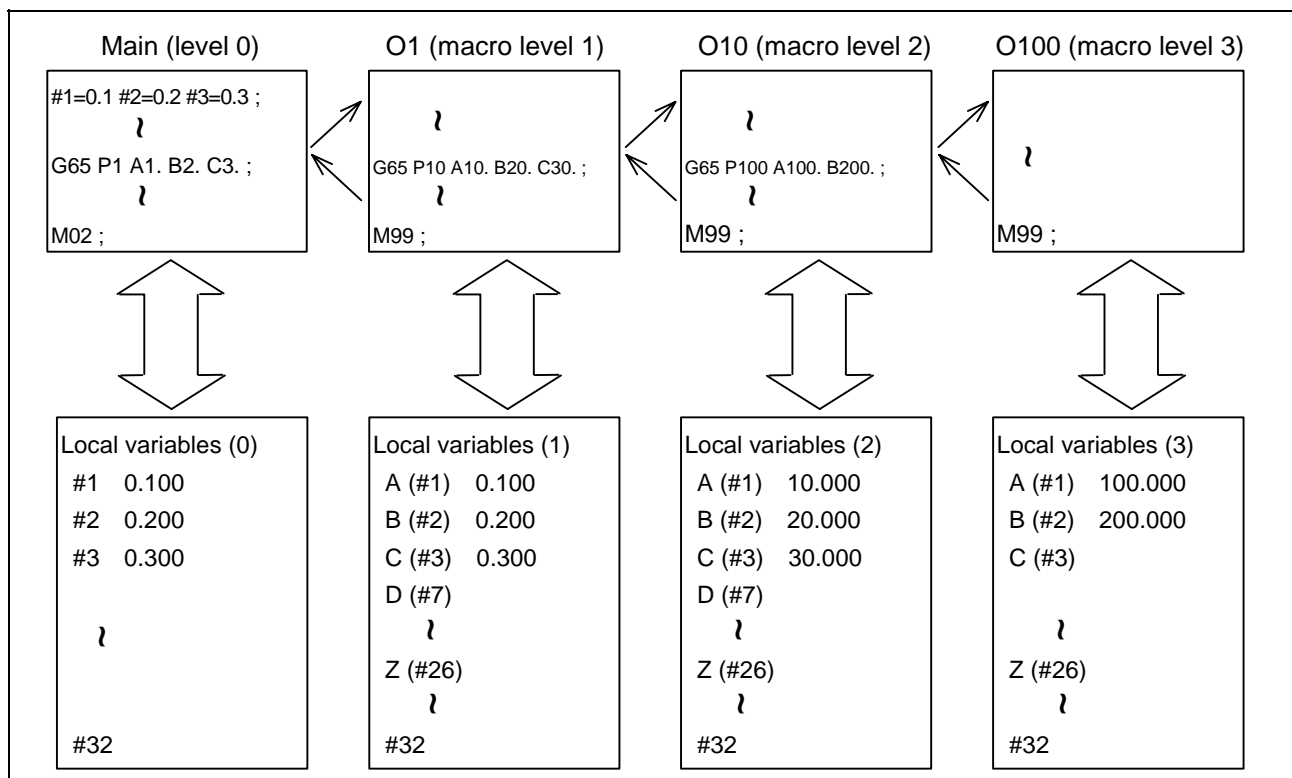 Main (level 0)
#1=0.1 #2=0.2 #3=0.3 ;
~
G65 P1 A1. B2. C3. ;
~
M02 ;
O1 (macro level 1)
~
G65 P10 A10. B20. C30. ;
~
M99 ;
O10 (macro level 2)
~
G65 P100 A100. B200. ;
~
M99 ;
O100 (macro level 3)
~
M99 ;
Local variables (0)
#1 0.100
#2 0.200
#3 0.300
~
#32
Local variables (1)
A (#1) 0.100
B (#2) 0.200
C (#3) 0.300
D (#7)
~
Z (#26)
~
#32
Local variables (2)
A (#1) 10.000
B (#2) 20.000
C (#3) 30.000
D (#7)
~
Z (#26)
~
#32
Local variables (3)
A (#1) 100.000
B (#2) 200.000
C (#3)
~
Z (#26)
~
#32